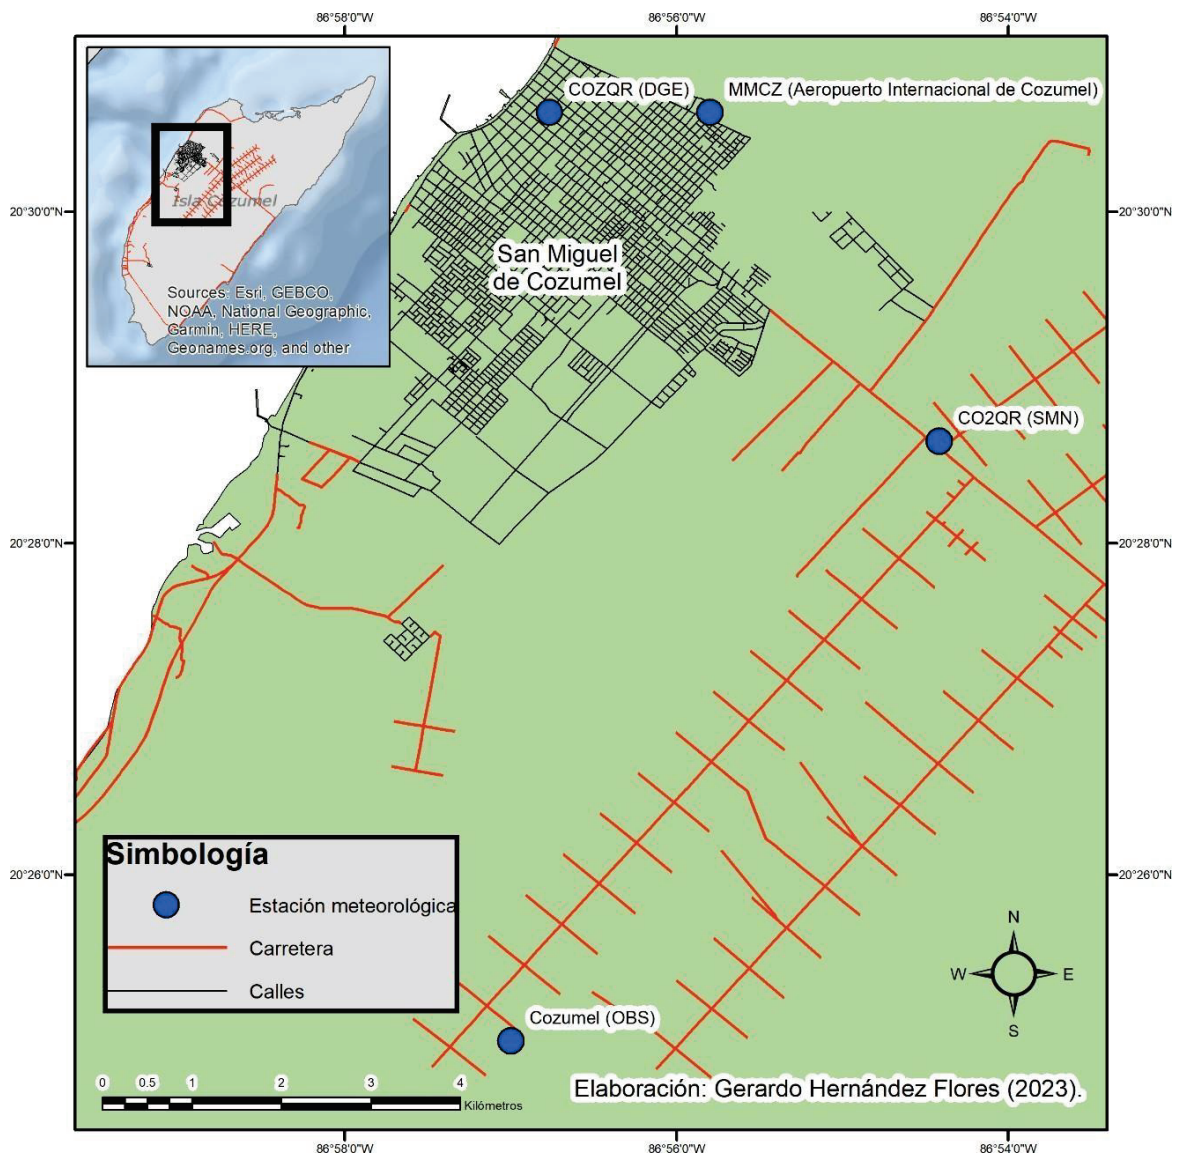 86°58'0"W
86°56'0"W
86°54'0"W
COZQR (DGE)
MMCZ (Aeropuerto Internacional de Cozumel)
Isla Cozumel
Sources: Esri, GEBCO,
NOAA, National Geographic,
Garmin, HERE,
Geonames.org, and other
20°30'0"N
20°30'0"N
San Miguel
de Cozumel
CO2QR (SMN)
20°28'0"N
20°28'0"N
20°26'0"N
20°26'0"N
Simbología
Estación meteorológica
Carretera
Calles
N
W
E
S
Cozumel (OBS)
0 0.5 1 2 3 4
Kilómetros
Elaboración: Gerardo Hernández Flores (2023).
86°58'0"W
86°56'0"W
86°54'0"W